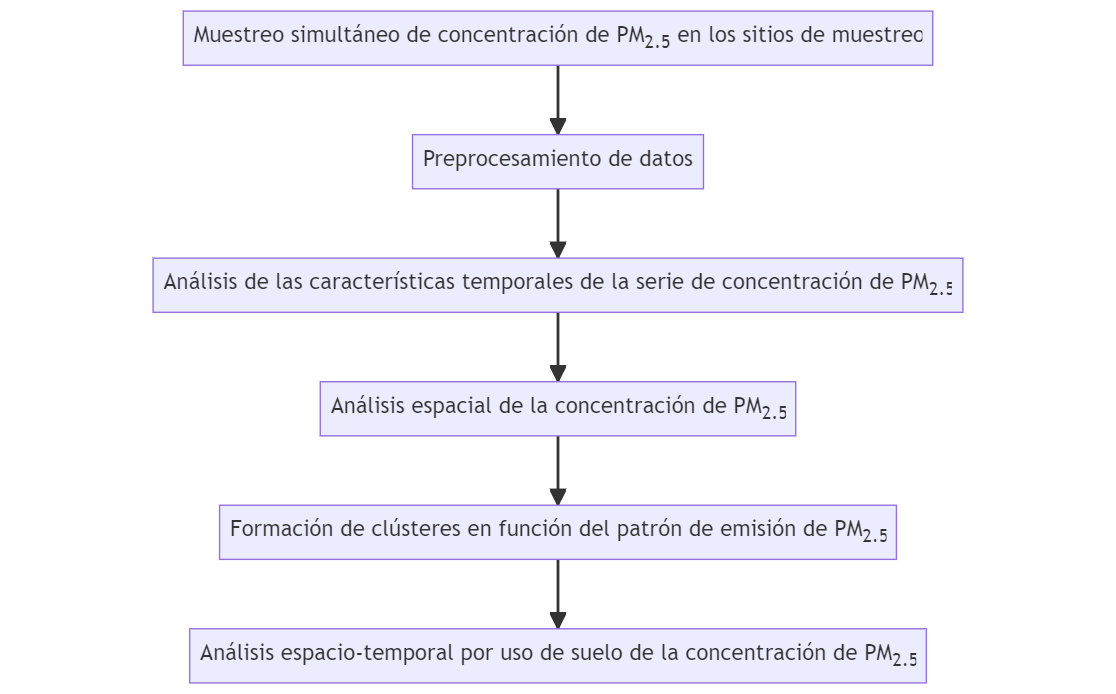 Muestreo simultáneo de concentración de PM2.5 en los sitios de muestreo
Preprocesamiento de datos
Análisis de las características temporales de la serie de concentración de PM2.5
Análisis espacial de la concentración de PM2.5
Formación de clústeres en función del patrón de emisión de PM2.5
Análisis espacio-temporal por uso de suelo de la concentración de PM2.5